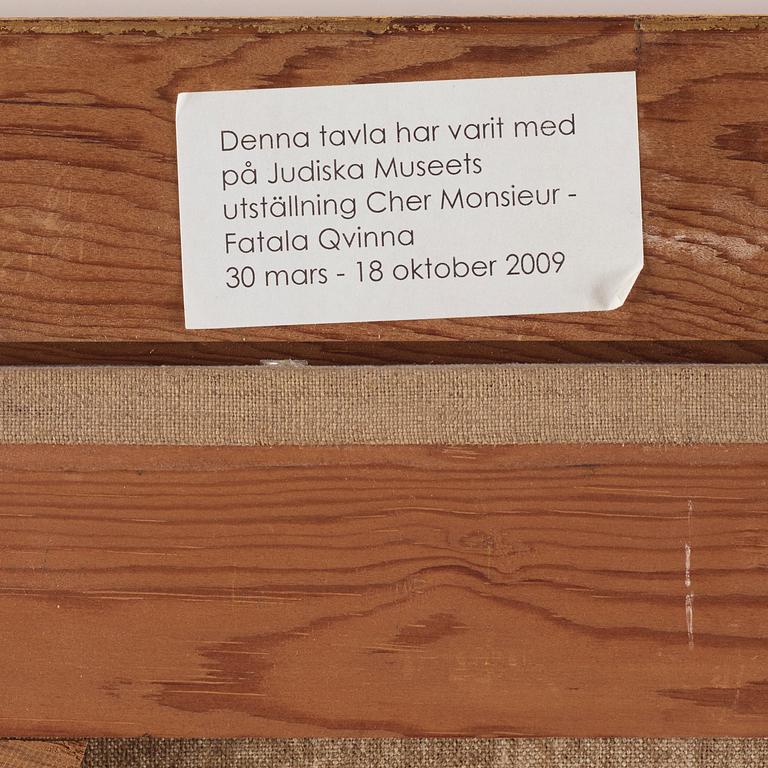 Denna tavla har varit med
på Judiska Museets
utställning Cher Monsieur -
Fatala Qvinna
30 mars - 18 oktober 2009